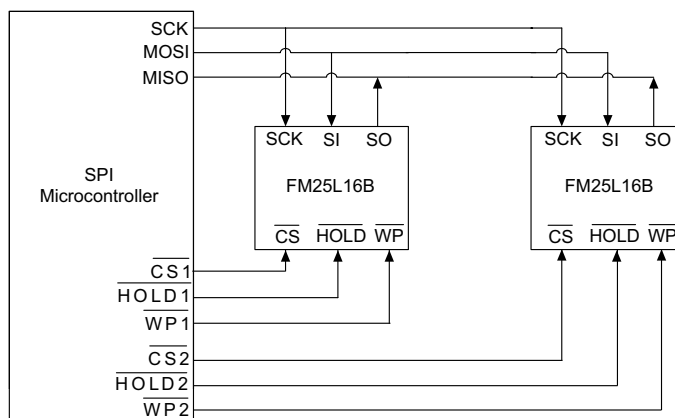 SCK
MOSI
MISO
SPI
Microcontroller
CS1
HOLD1
WP1
CS2
HOLD2
WP2
SCK SI SO
FM25L16B
CS HOLD WP
SCK SI SO
FM25L16B
CS HOLD WP